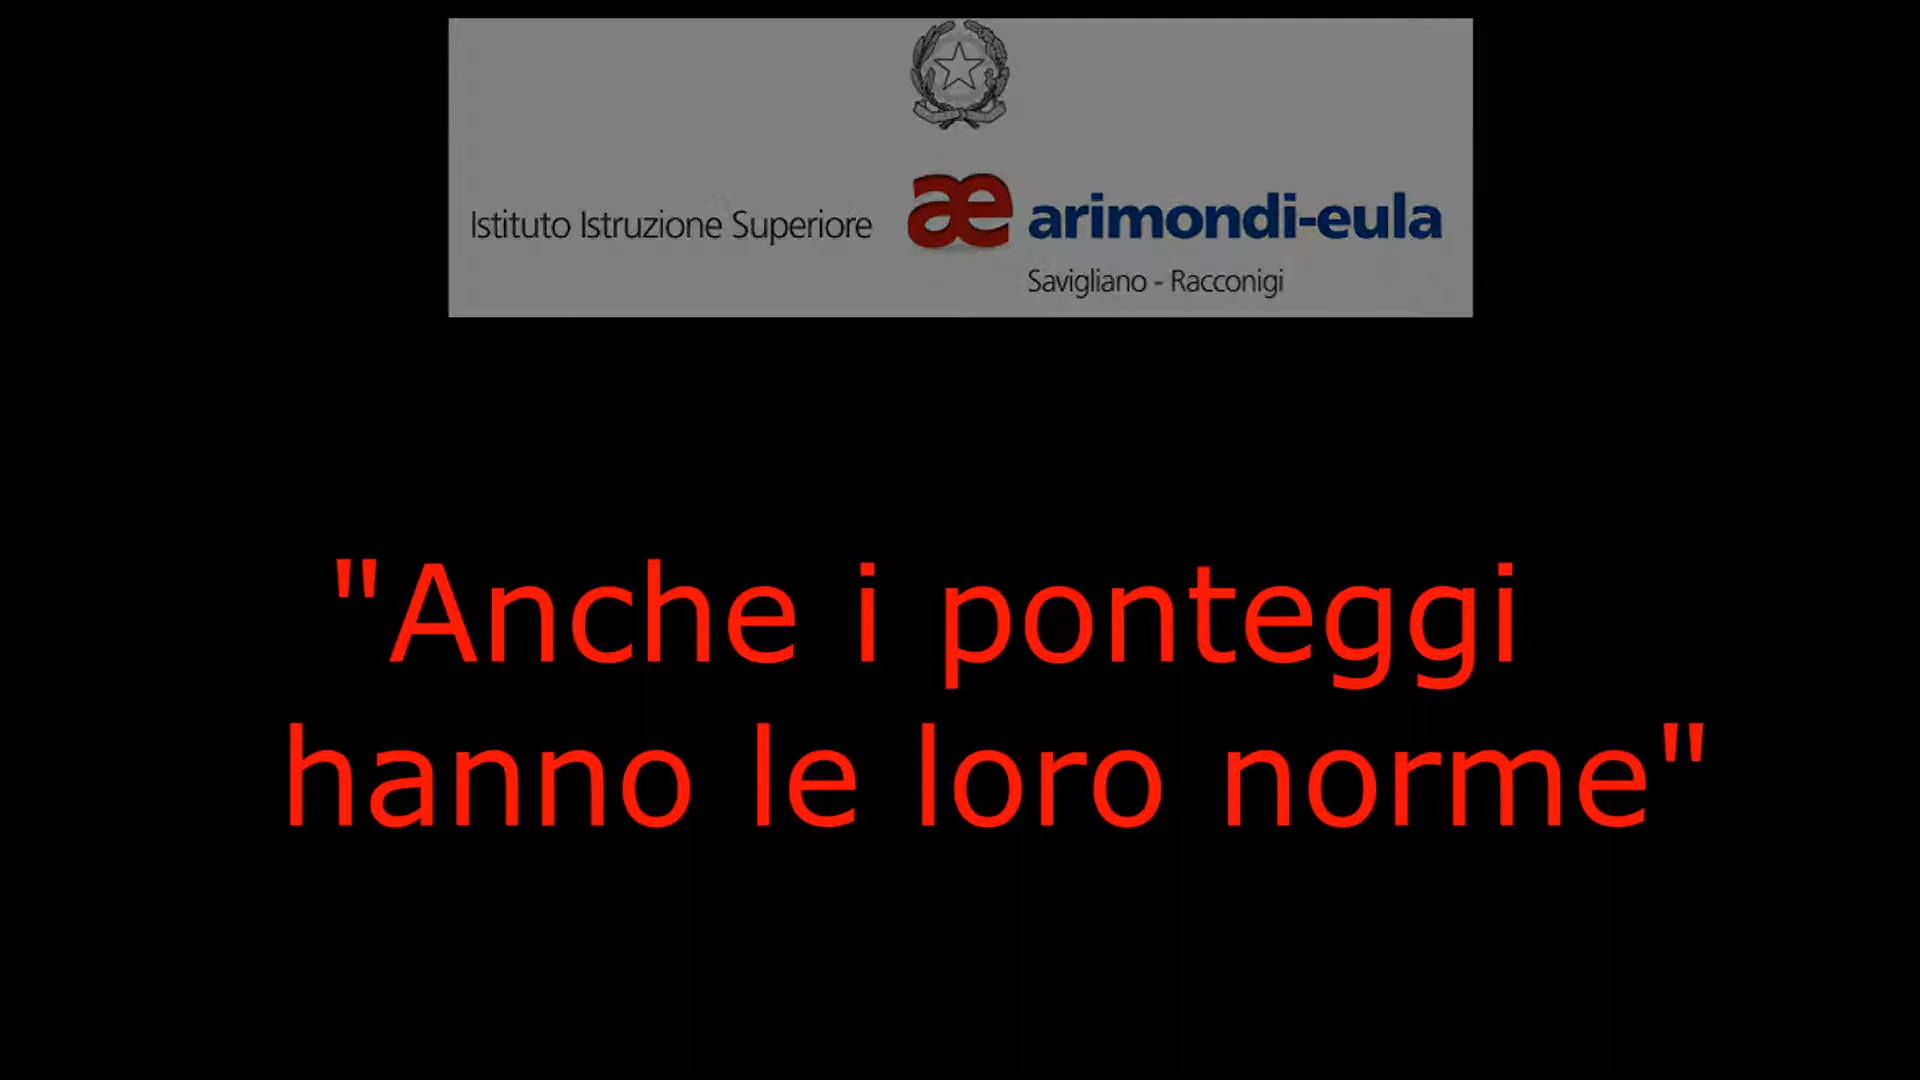 Istituto Istruzione Superiore æ arimondi-eula
Savigliano - Racconigi
"Anche i ponteggi
hanno le loro norme"